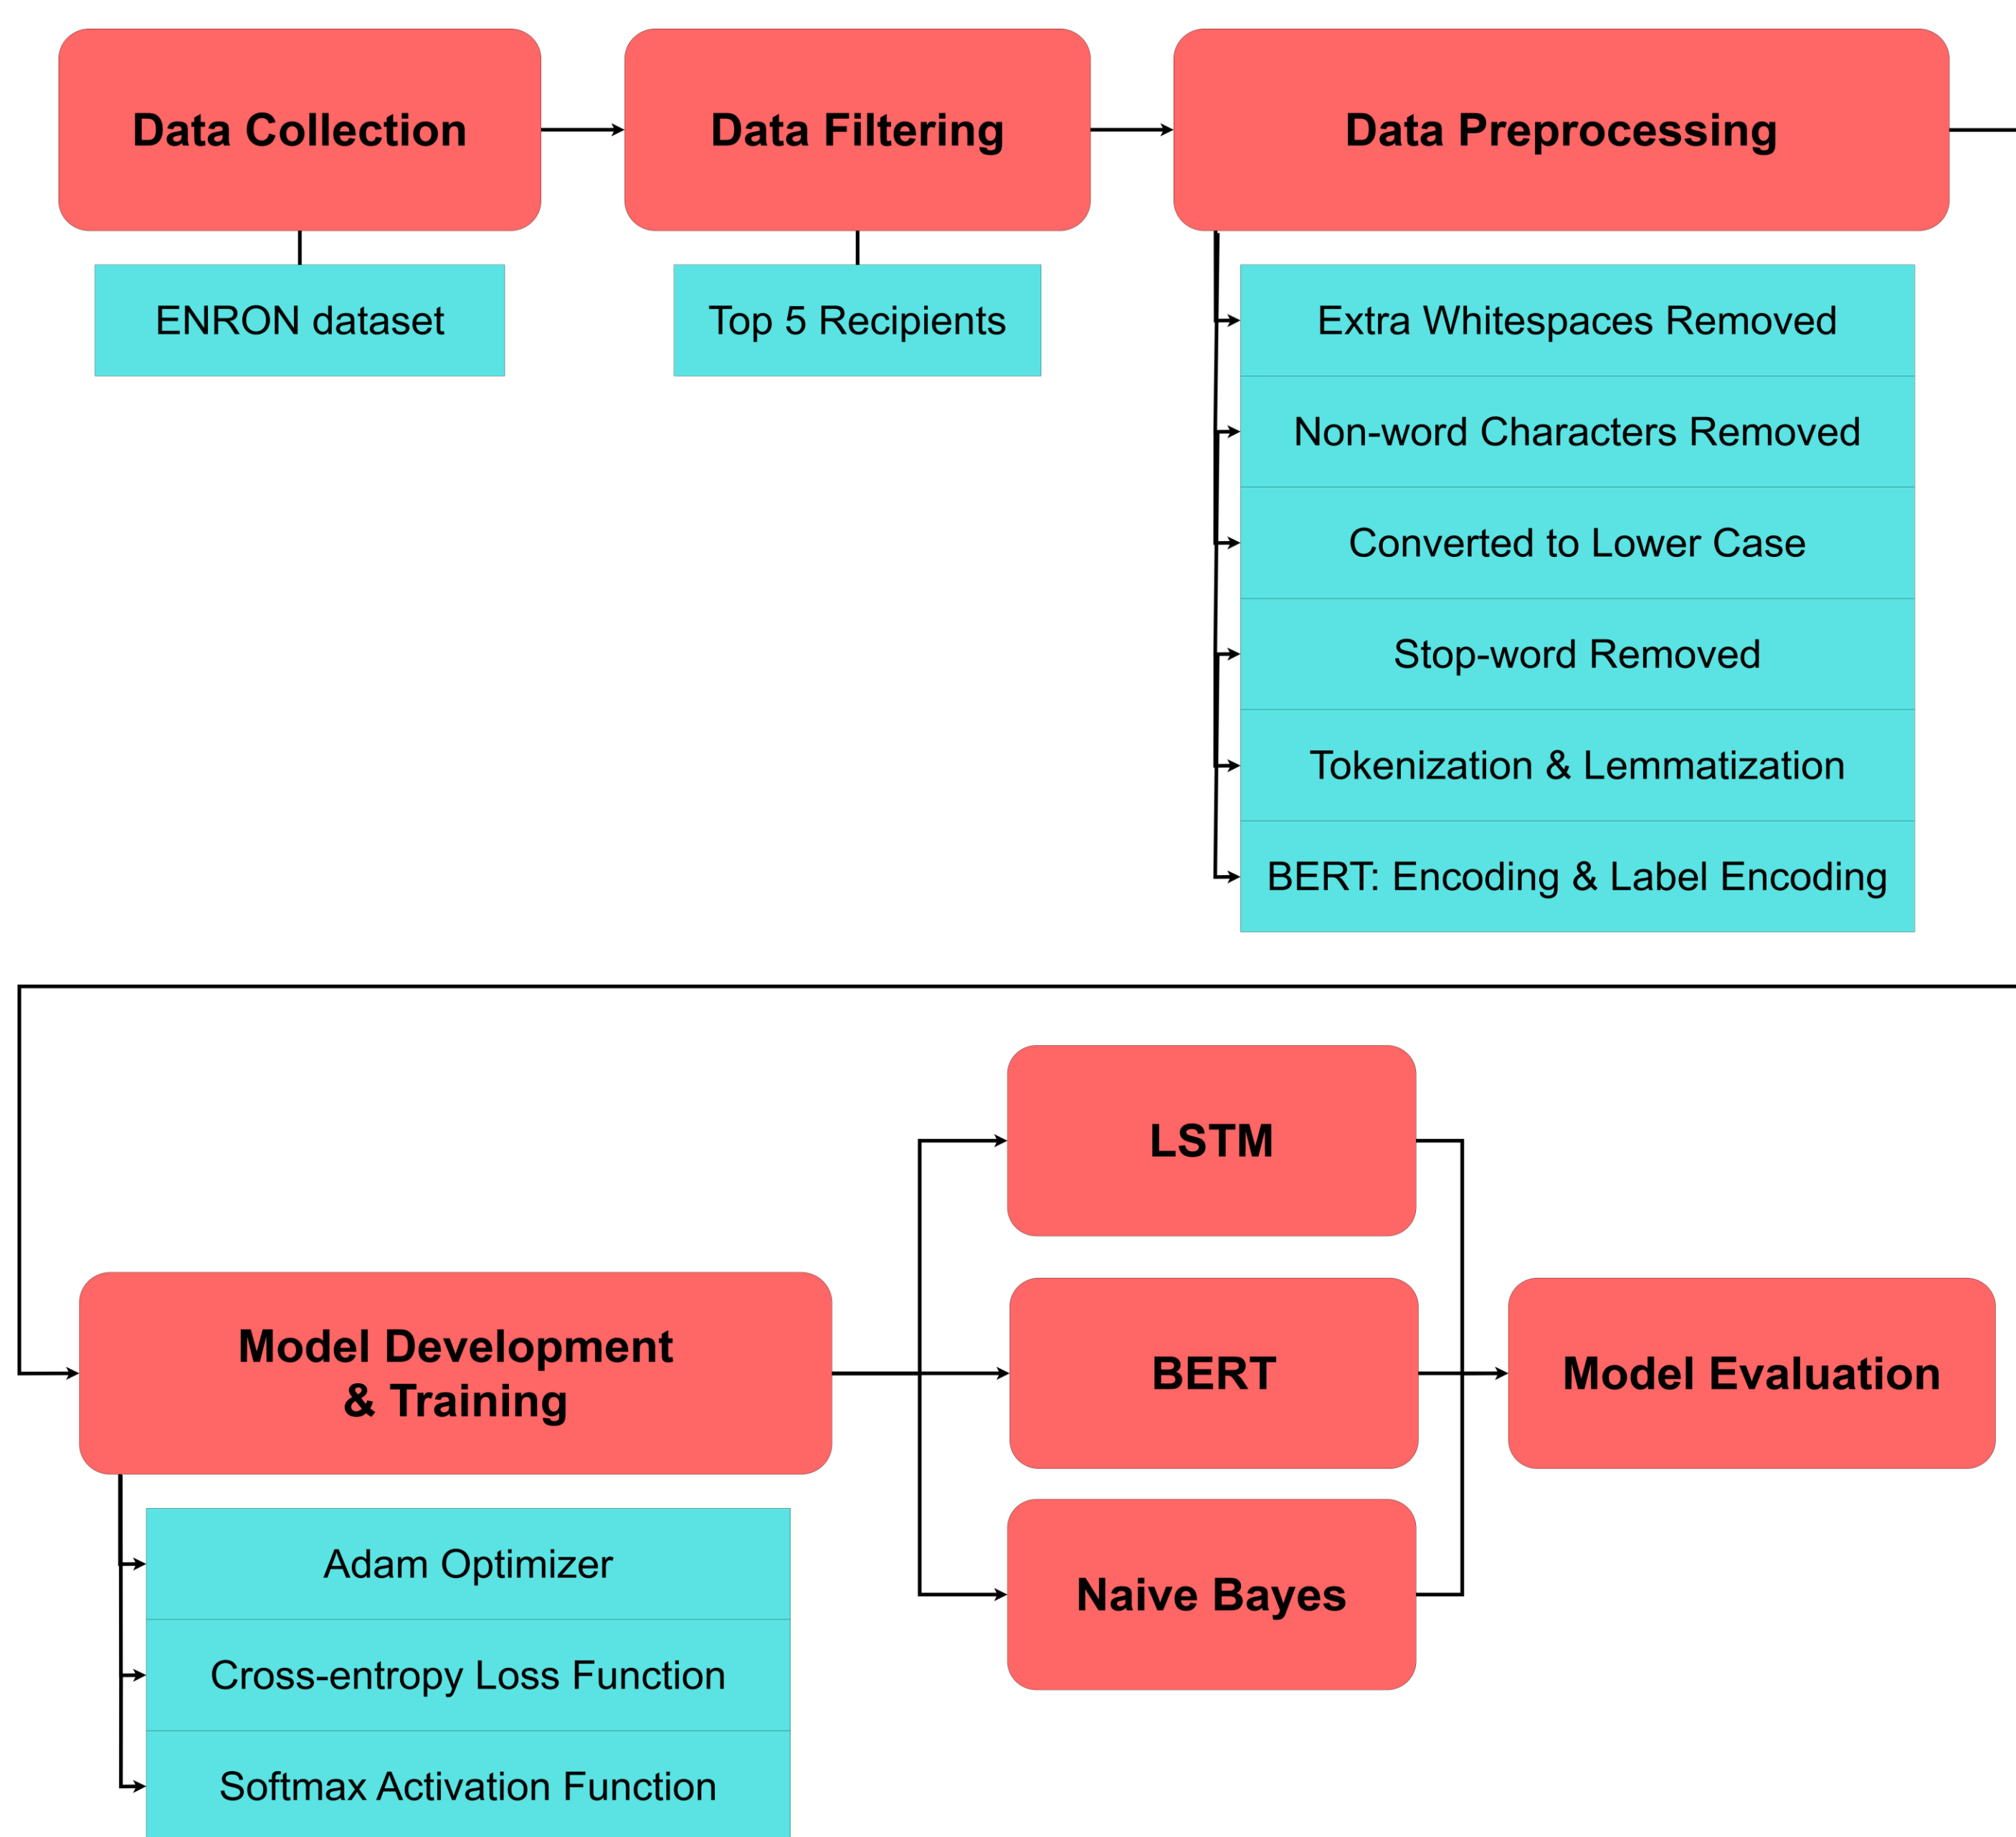 Data Collection
Data Filtering
Data Preprocessing
ENRON dataset
Top 5 Recipients
Extra Whitespaces Removed
Non-word Characters Removed
Converted to Lower Case
Stop-word Removed
Tokenization & Lemmatization
BERT: Encoding & Label Encoding
Model Development
& Training
LSTM
BERT
Naive Bayes
Model Evaluation
Adam Optimizer
Cross-entropy Loss Function
Softmax Activation Function